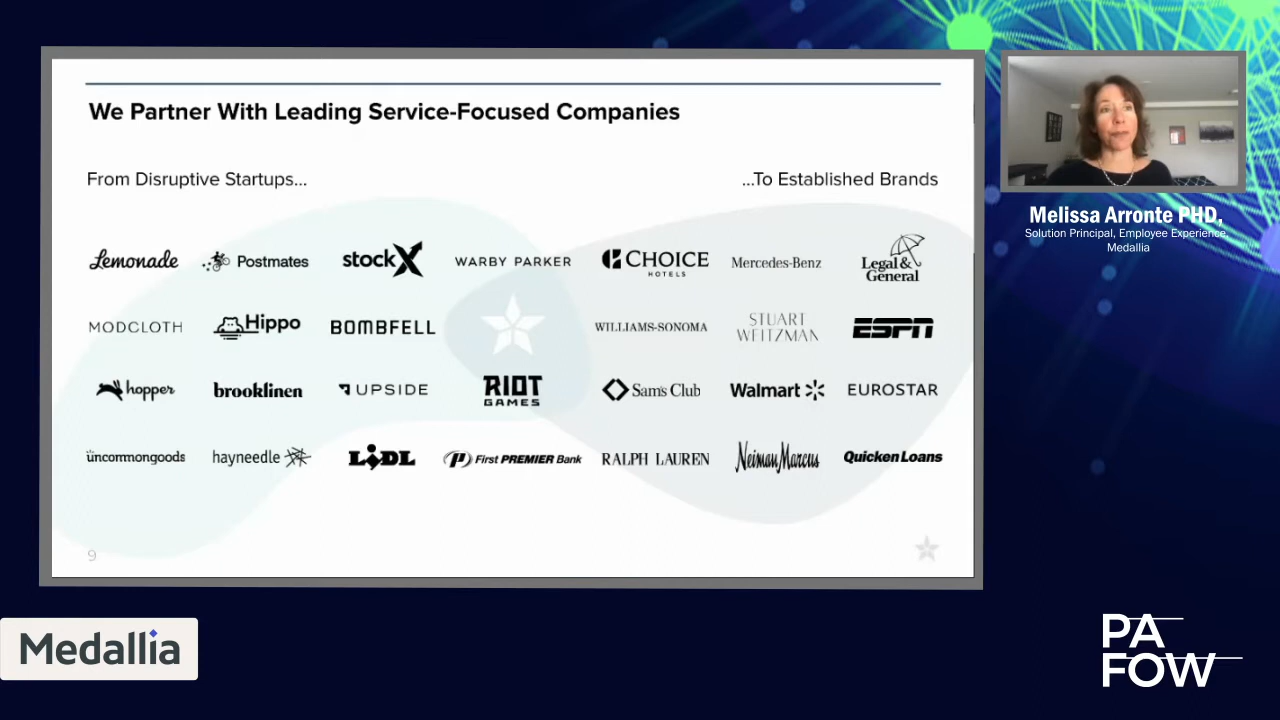 We Partner With Leading Service-Focused Companies
From Disruptive Startups...
...To Established Brands
Lemonade
Postmates
stockX
WARBY PARKER
CHOICE
HOTELS
Mercedes-Benz
Legal &
General
MODCLOTH
Hippo
BOMBFELL
WILLIAMS-SONOMA
STUART
WEITZMAN
ESPN
hopper
brooklinen
UPSIDE
RIOT
GAMES
Sam's Club
Walmart
EUROSTAR
uncommongoods
hayneedle
LIDL
First PREMIER Bank
RALPH LAUREN
Neiman Marcus
Quicken Loans
9
Melissa Arronte PHD,
Solution Principal, Employee Experience,
Medallia
Medallia
PA
FOW